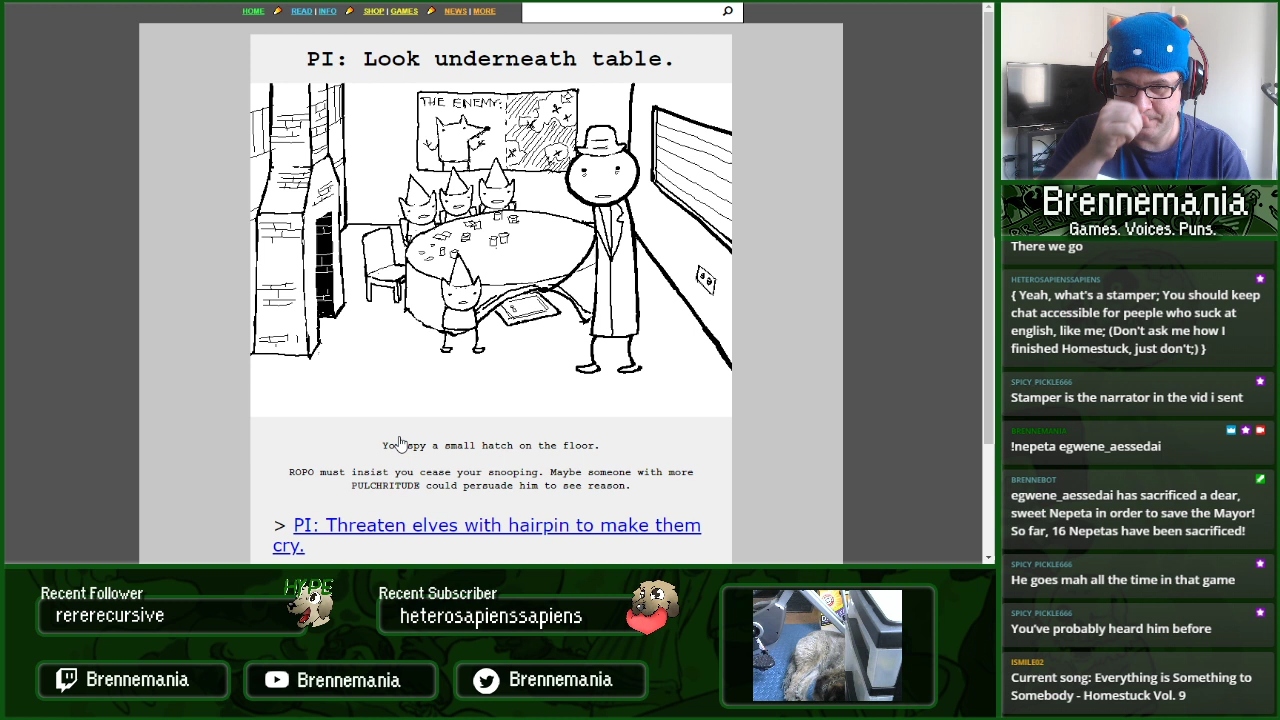 HOME READ | INFO SHOP | GAMES NEWS | MORE
PI: Look underneath table.
THE ENEMY:
You spy a small hatch on the floor.
ROPO must insist you cease your snooping. Maybe someone with more
PULCHRITUDE could persuade him to see reason.
> PI: Threaten elves with hairpin to make them
cry.
Brennemania
Games. Voices. Puns.
There we go
HETEROSAPIENSSAPIENS
{ Yeah, what's a stamper; You should keep
chat accessible for peeple who suck at
english, like me; (Don't ask me how I
finished Homestuck, just don't;) }
SPICY PICKLE666
Stamper is the narrator in the vid i sent
BRENNEMANIA
!nepeta egwene_aessedai
BRENNEBOT
egwene_aessedai has sacrificed a dear,
sweet Nepeta in order to save the Mayor!
So far, 16 Nepetas have been sacrificed!
SPICY PICKLE666
He goes mah all the time in that game
SPICY PICKLE666
You've probably heard him before
ISMILE02
Current song: Everything is Something to
Somebody - Homestuck Vol. 9
Recent Follower
HYPE
rererecursive
Recent Subscriber
heterosapienssapiens
Brennemania
Brennemania
Brennemania